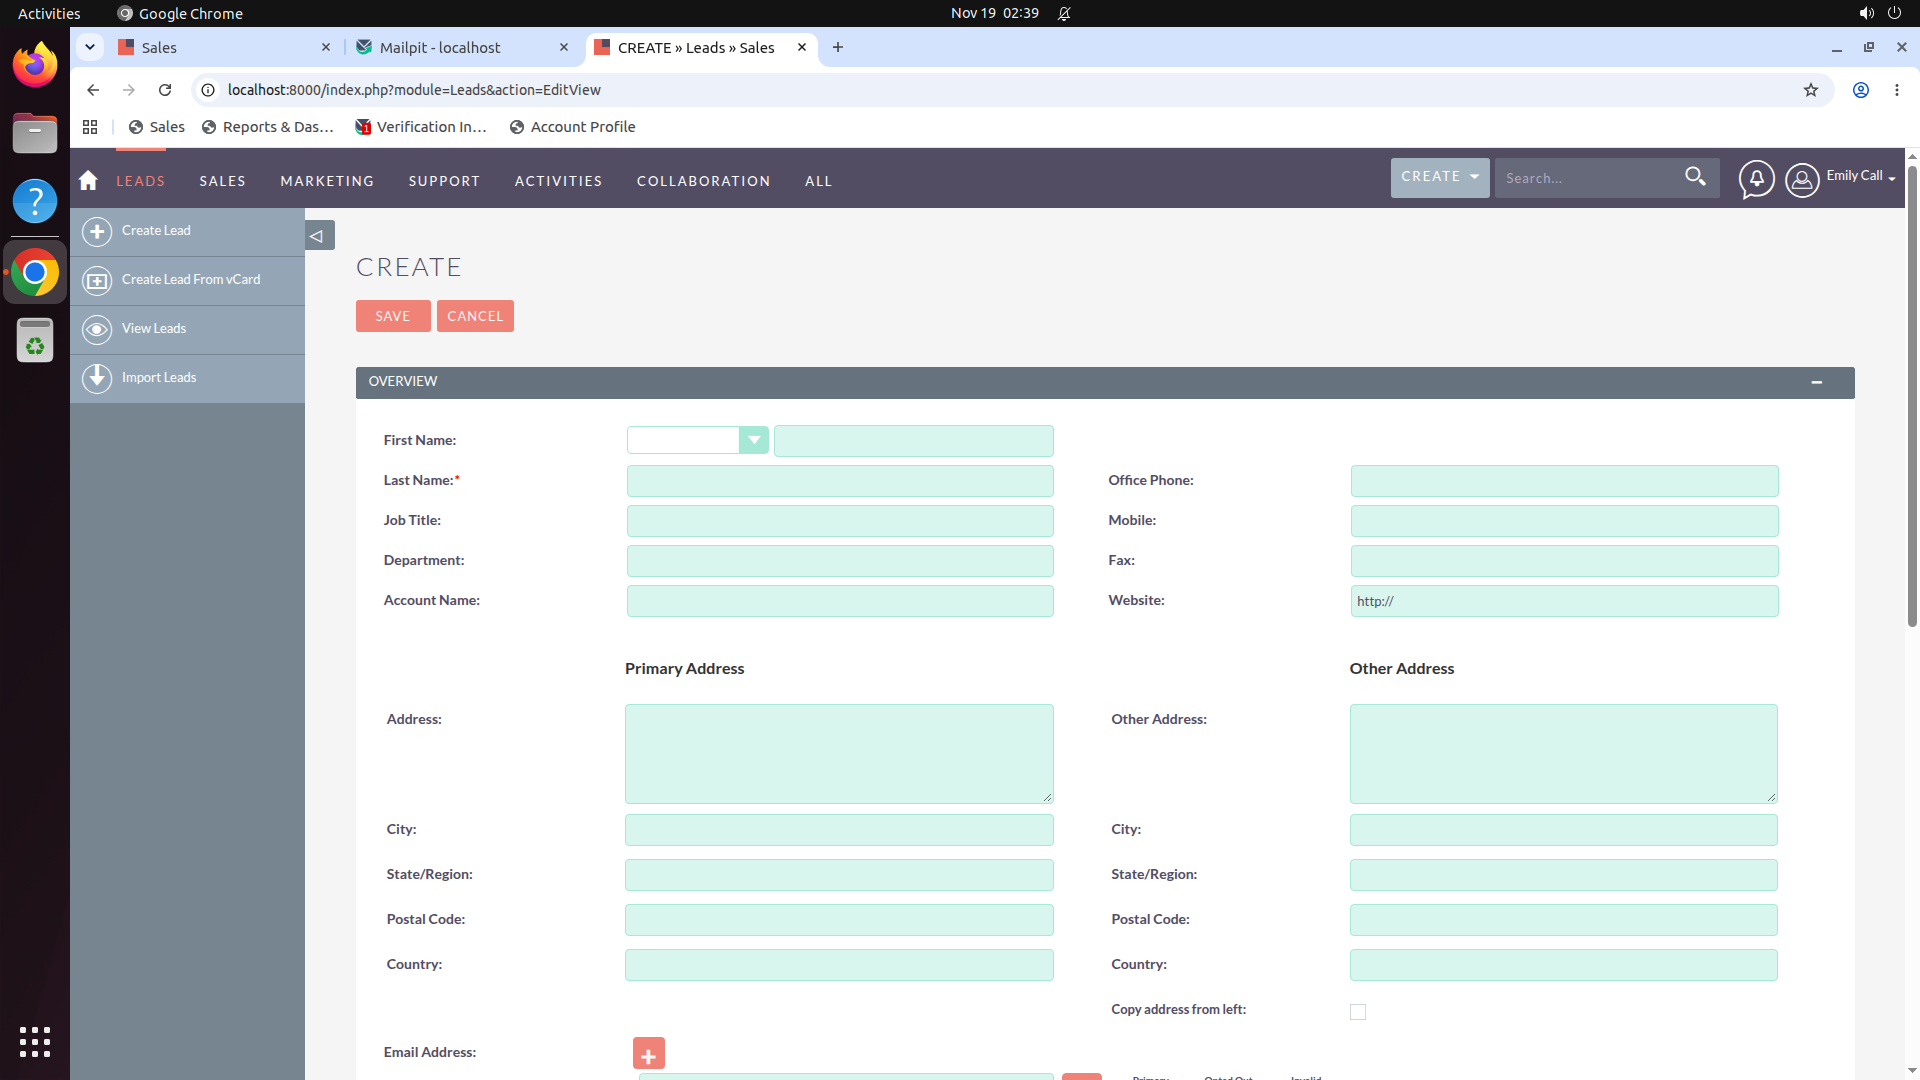 Activities
Google Chrome
Nov 19 02:39
Sales
Mailpit - localhost
CREATE » Leads » Sales
localhost:8000/index.php?module=Leads&action=EditView
Sales
Reports & Das...
Verification In...
Account Profile
LEADS
SALES
MARKETING
SUPPORT
ACTIVITIES
COLLABORATION
ALL
CREATE
Search...
Emily Call
Create Lead
Create Lead From vCard
View Leads
Import Leads
CREATE
SAVE
CANCEL
OVERVIEW
First Name:
Last Name:*
Office Phone:
Job Title:
Mobile:
Department:
Fax:
Account Name:
Website:
http://
Primary Address
Other Address
Address:
Other Address:
City:
City:
State/Region:
State/Region:
Postal Code:
Postal Code:
Country:
Country:
Copy address from left:
Email Address:
Primary
Opted Out
Invalid